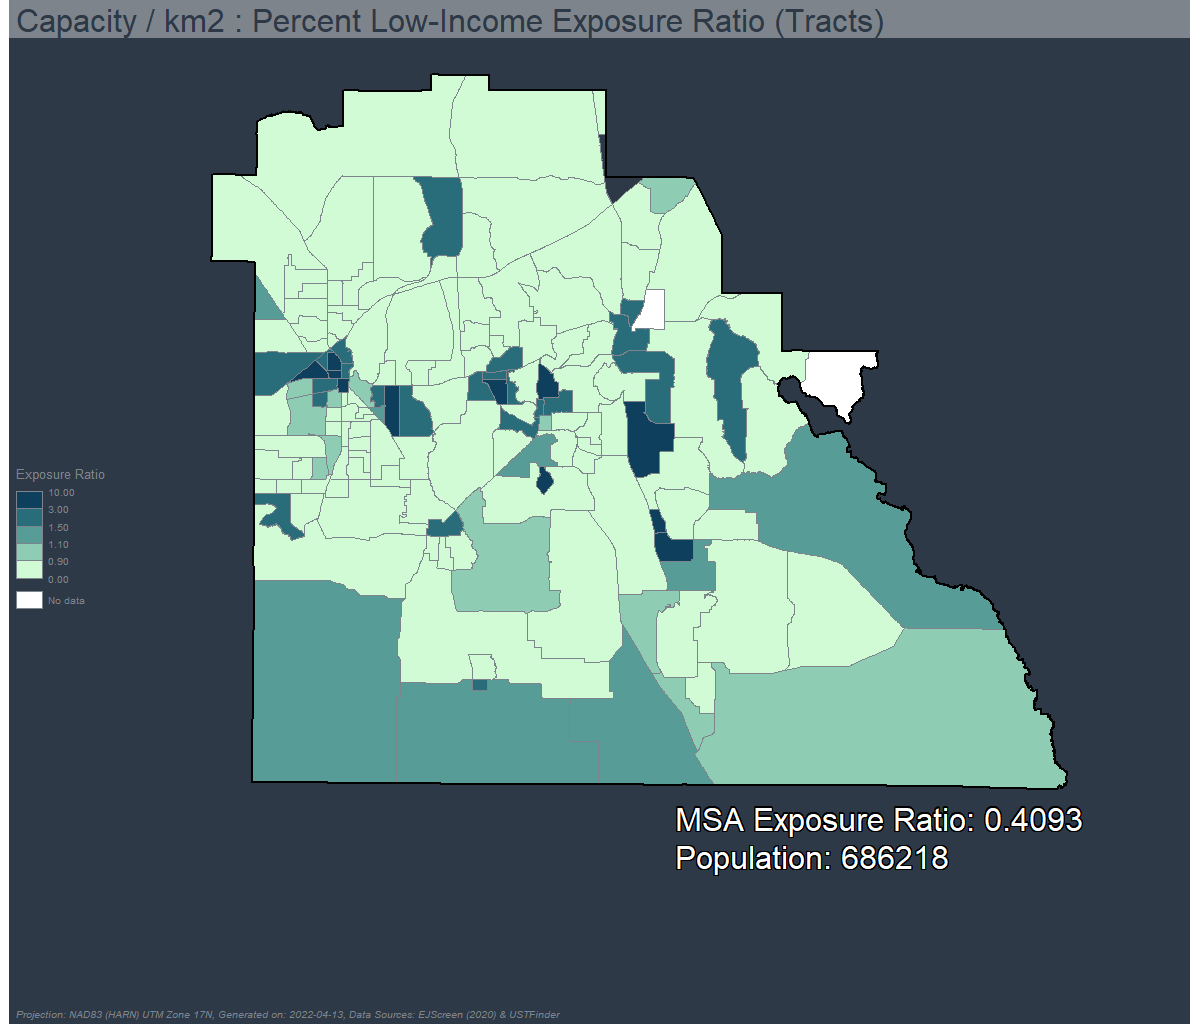 Capacity / km2 : Percent Low-Income Exposure Ratio (Tracts)
Exposure Ratio
10.00
3.00
1.50
1.10
0.90
0.00
No data
MSA Exposure Ratio: 0.4093
Population: 686218
Projection: NAD83 (HARN) UTM Zone 17N, Generated on: 2022-04-13, Data Sources: EJScreen (2020) & USTFinder